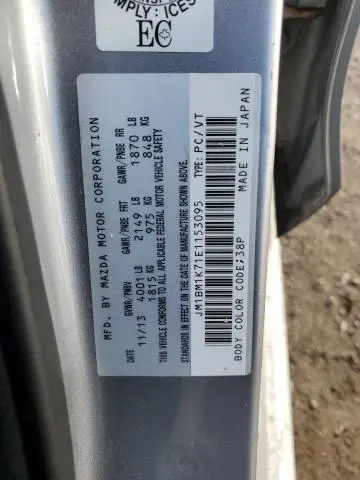 MPLY: ICES
EC
MFD. BY MAZDA MOTOR CORPORATION
DATE GVWR/PNBV GAWR/PNBE FRT GAWR/PNBE RR
11/13 4001 LB 2149 LB 1870 LB
1815 KG 975 KG 848 KG
THIS VEHICLE CONFORMS TO ALL APPLICABLE FEDERAL MOTOR VEHICLE SAFETY
STANDARDS IN EFFECT ON THE DATE OF MANUFACTURE SHOWN ABOVE.
JM1BM1K71E1153095 TYPE: PC/VT
BODY COLOR CODE:38P MADE IN JAPAN